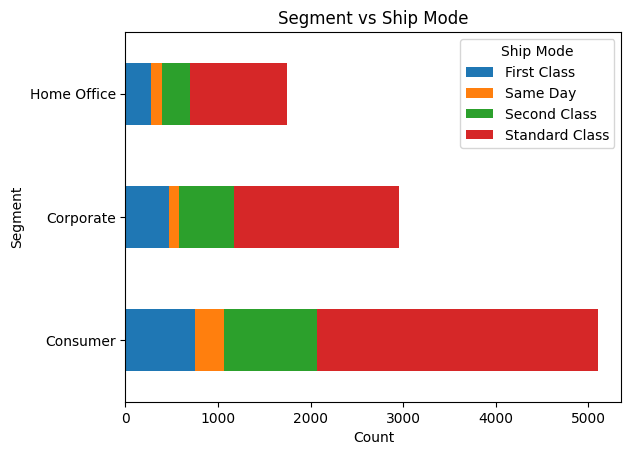 Segment vs Ship Mode
Ship Mode
First Class
Same Day
Second Class
Standard Class
Segment
Home Office
Corporate
Consumer
0 1000 2000 3000 4000 5000
Count